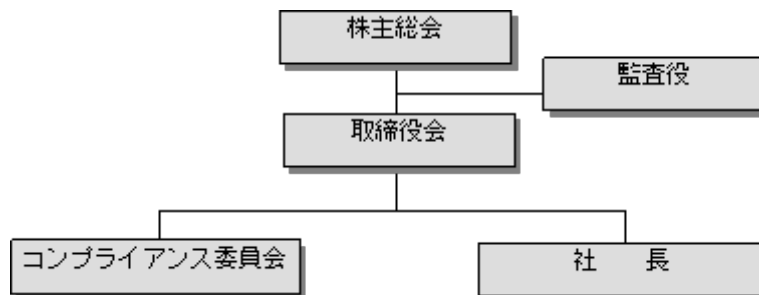 株主総会
監査役
取締役会
コンプライアンス委員会
社　　長